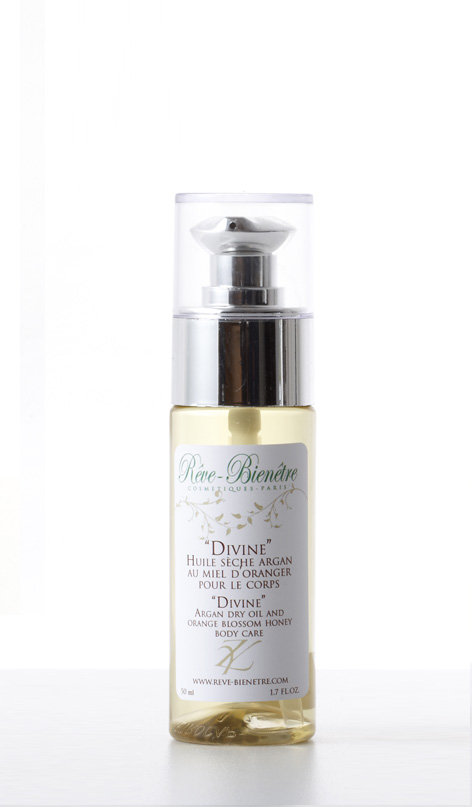 Rêve-Bienêtre
COSMETIQUES-PARIS
"DIVINE"
HUILE SÈCHE ARGAN
AU MIEL D'ORANGER
POUR LE CORPS
"DIVINE"
ARGAN DRY OIL AND
ORANGE BLOSSOM HONEY
BODY CARE
WWW.REVE-BIENETRE.COM
50 ml 1.7 FL.OZ.